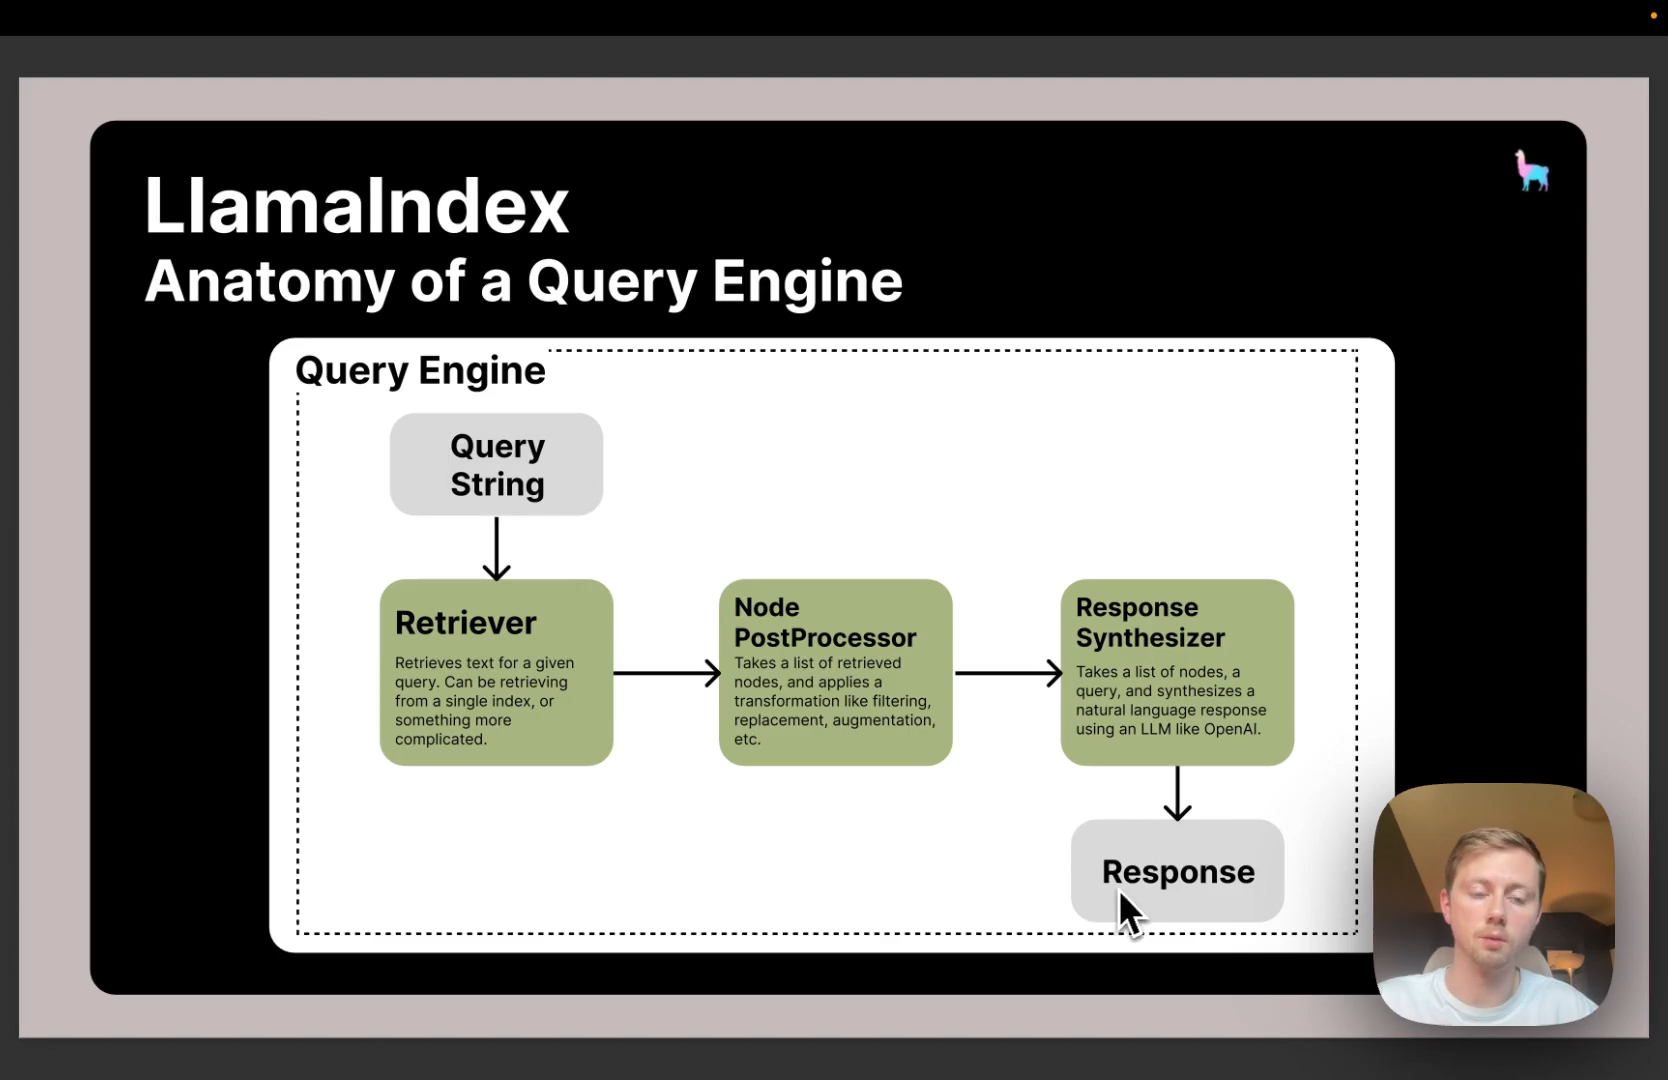 LlamaIndex
Anatomy of a Query Engine
Query Engine
Query
String
Retriever
Retrieves text for a given
query. Can be retrieving
from a single index, or
something more
complicated.
Node
PostProcessor
Takes a list of retrieved
nodes, and applies a
transformation like filtering,
replacement, augmentation,
etc.
Response
Synthesizer
Takes a list of nodes, a
query, and synthesizes a
natural language response
using an LLM like OpenAI.
Response